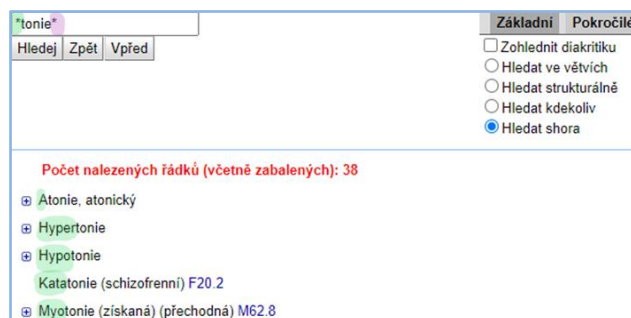 *tonie*
Základní Pokročilé
Hledej Zpět Vpřed
Zohlednit diakritiku
Hledat ve větvích
Hledat strukturálně
Hledat kdekoliv
Hledat shora
Počet nalezených řádků (včetně zabalených): 38
Atonie, atonický
Hypertonie
Hypotonie
Katatonie (schizofrenní) F20.2
Myotonie (získaná) (přechodná) M62.8